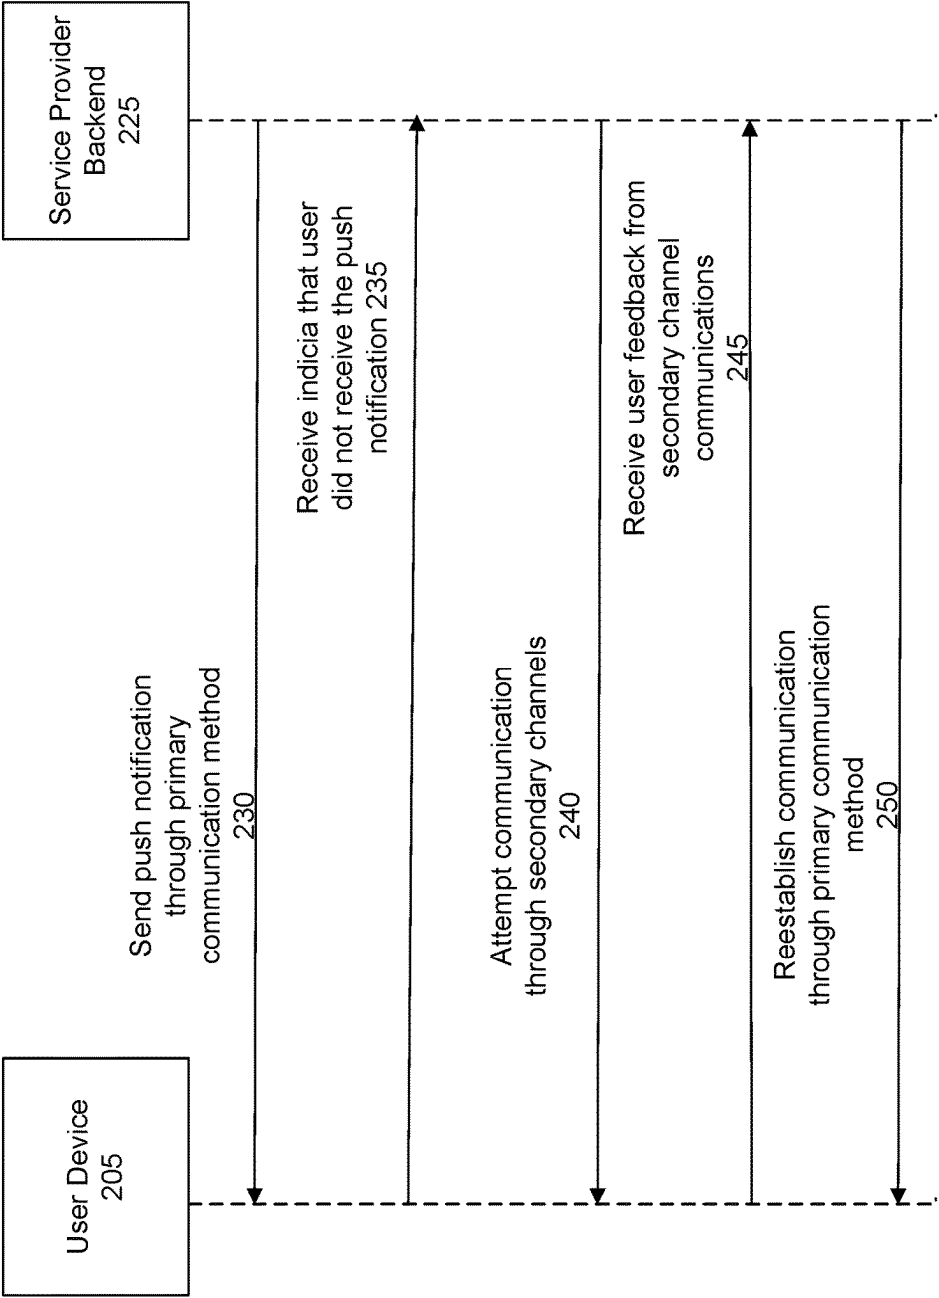 User Device
205
Service Provider
Backend
225
Send push notification
through primary
communication method
230
Receive indicia that user
did not receive the push
notification 235
Attempt communication
through secondary channels
240
Receive user feedback from
secondary channel
communications
245
Reestablish communication
through primary communication
method
250